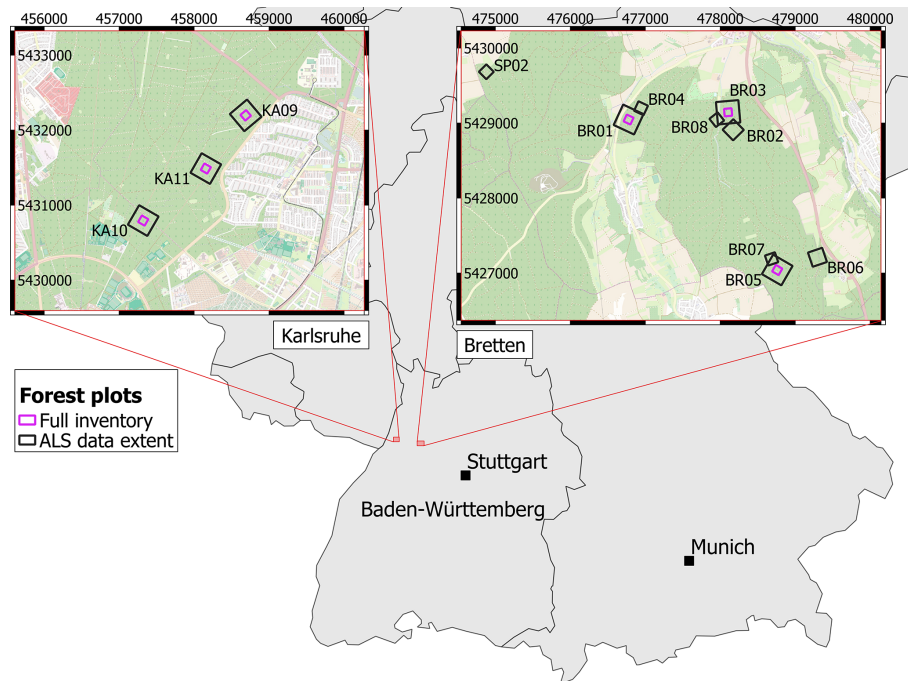 456000 457000 458000 459000 460000
5433000
5432000
5431000
5430000
KA09
KA11
KA10
Karlsruhe
475000 476000 477000 478000 479000 480000
5430000
5429000
5428000
5427000
SP02
BR04
BR01
BR03
BR08
BR02
BR07
BR05
BR06
Bretten
Forest plots
Full inventory
ALS data extent
Stuttgart
Baden-Württemberg
Munich